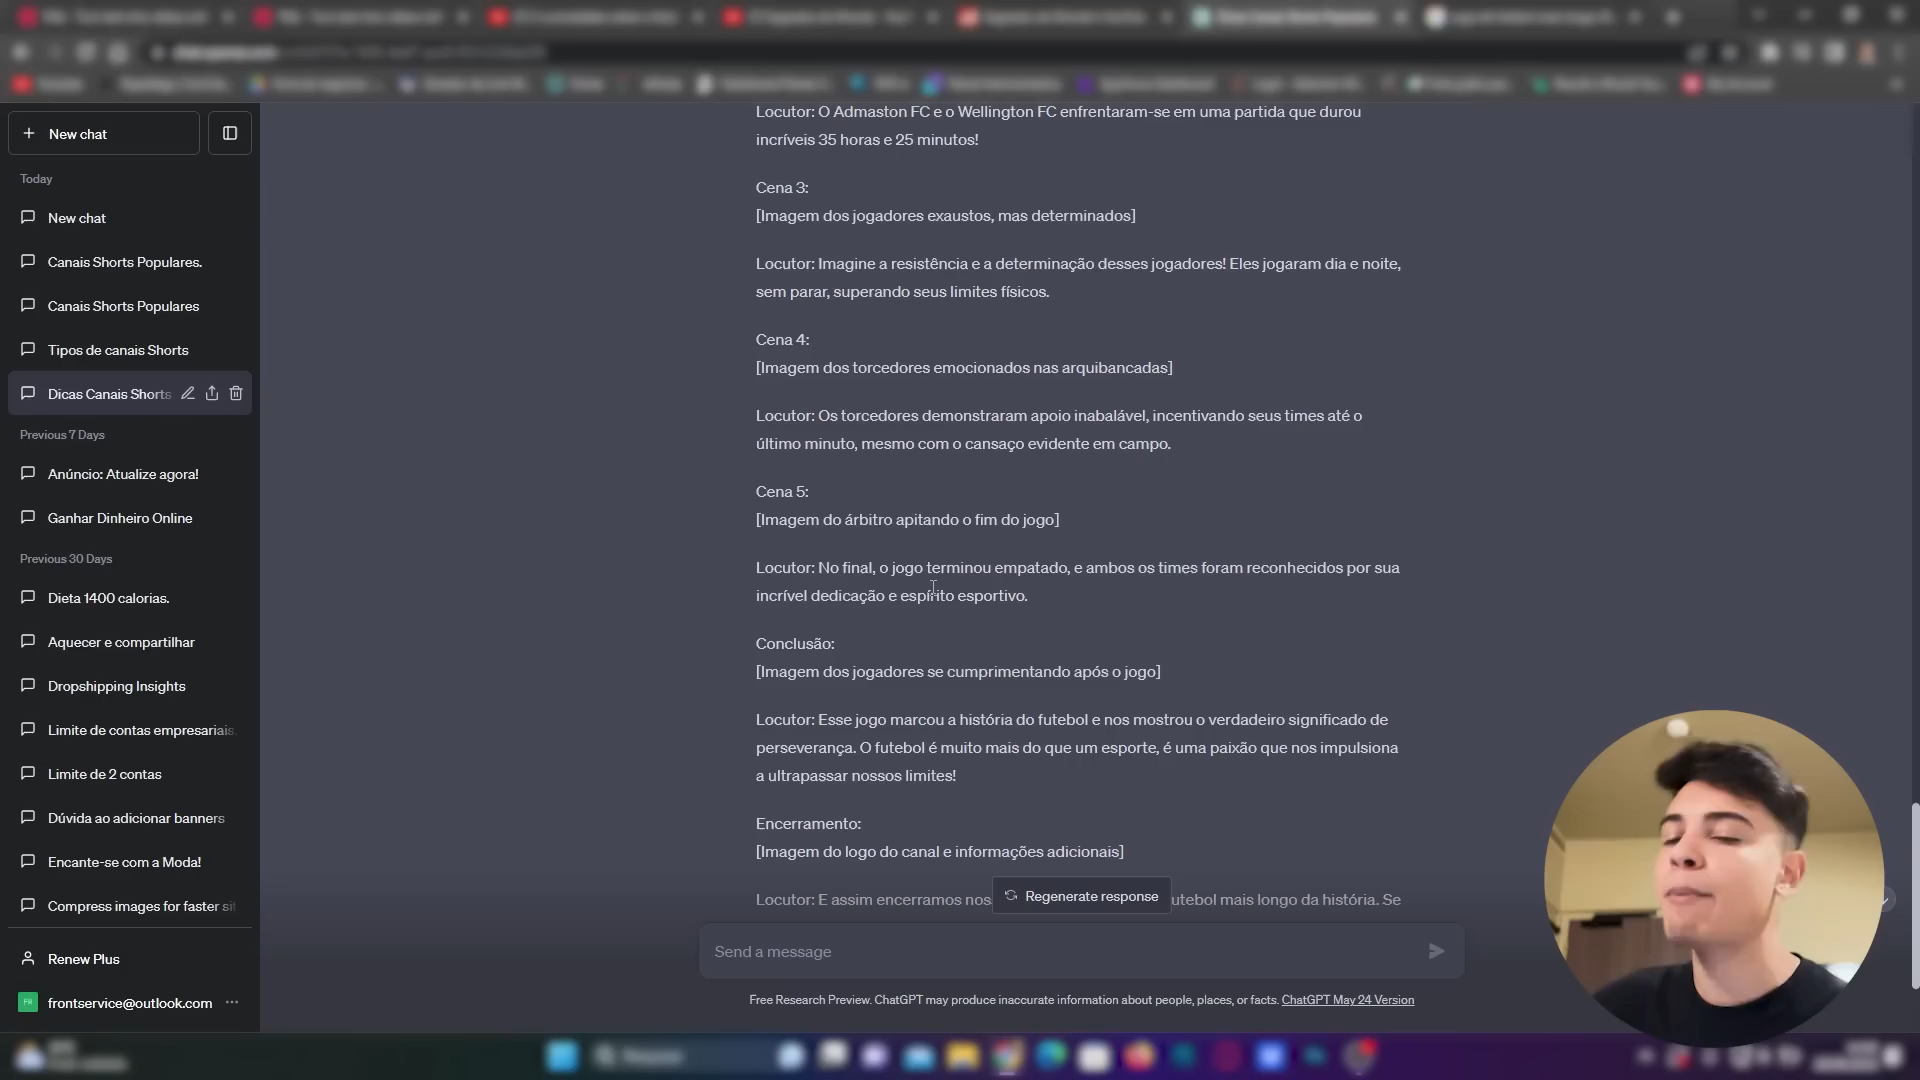 New chat
Today
New chat
Canais Shorts Populares.
Canais Shorts Populares
Tipos de canais Shorts
Dicas Canais Shorts
Previous 7 Days
Anúncio: Atualize agora!
Ganhar Dinheiro Online
Previous 30 Days
Dieta 1400 calorias.
Aquecer e compartilhar
Dropshipping Insights
Limite de contas empresariais.
Limite de 2 contas
Dúvida ao adicionar banners
Encante-se com a Moda!
Compress images for faster sit
Renew Plus
frontservice@outlook.com
Locutor: O Admaston FC e o Wellington FC enfrentaram-se em uma partida que durou
incríveis 35 horas e 25 minutos!
Cena 3:
[Imagem dos jogadores exaustos, mas determinados]
Locutor: Imagine a resistência e a determinação desses jogadores! Eles jogaram dia e noite,
sem parar, superando seus limites físicos.
Cena 4:
[Imagem dos torcedores emocionados nas arquibancadas]
Locutor: Os torcedores demonstraram apoio inabalável, incentivando seus times até o
último minuto, mesmo com o cansaço evidente em campo.
Cena 5:
[Imagem do árbitro apitando o fim do jogo]
Locutor: No final, o jogo terminou empatado, e ambos os times foram reconhecidos por sua
incrível dedicação e espírito esportivo.
Conclusão:
[Imagem dos jogadores se cumprimentando após o jogo]
Locutor: Esse jogo marcou a história do futebol e nos mostrou o verdadeiro significado de
perseverança. O futebol é muito mais do que um esporte, é uma paixão que nos impulsiona
a ultrapassar nossos limites!
Encerramento:
[Imagem do logo do canal e informações adicionais]
Locutor: E assim encerramos nos utebol mais longo da história. Se
Regenerate response
Send a message
Free Research Preview. ChatGPT may produce inaccurate information about people, places, or facts. ChatGPT May 24 Version